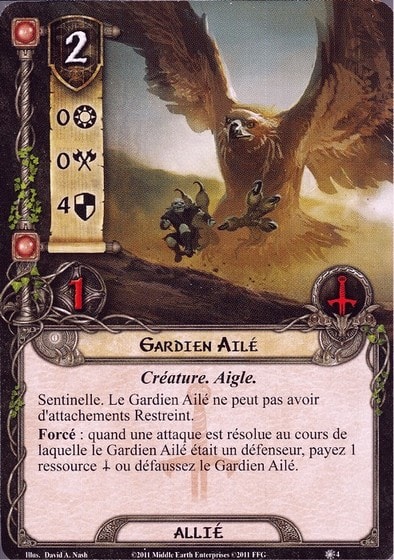 2
0
0
4
1
Gardien Ailé
Créature. Aigle.
Sentinelle. Le Gardien Ailé ne peut pas avoir
d'attachements Restreint.
Forcé : quand une attaque est résolue au cours de
laquelle le Gardien Ailé était un défenseur, payez 1
ressource ou défaussez le Gardien Ailé.
ALLIÉ
Illus. David A. Nash ©2011 Middle Earth Enterprises ©2011 FFG 4